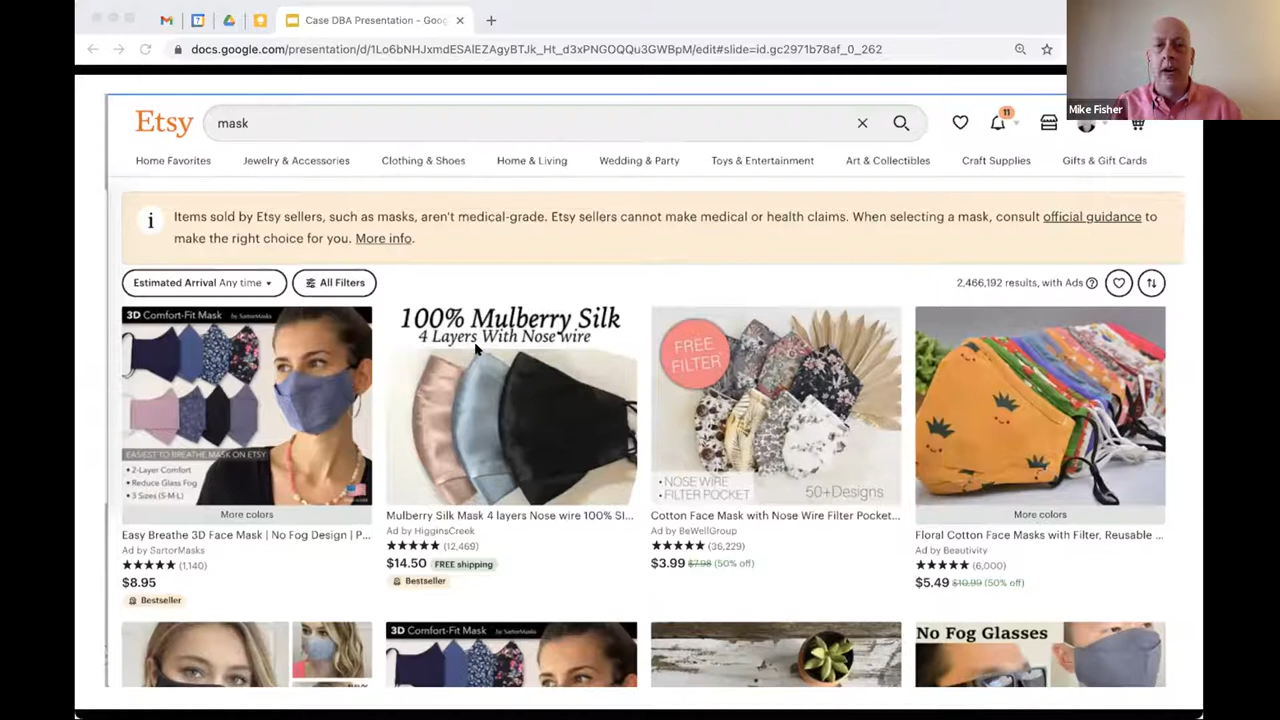 Case DBA Presentation - Goog
docs.google.com/presentation/d/1Lo6bNHJxmdESAlEZAgyBTJk_Ht_d3xPNGOQQu3GWBpM/edit#slide=id.gc2971b78af_0_262
Mike Fisher
Etsy
mask
11
Home Favorites Jewelry & Accessories Clothing & Shoes Home & Living Wedding & Party Toys & Entertainment Art & Collectibles Craft Supplies Gifts & Gift Cards
i
Items sold by Etsy sellers, such as masks, aren't medical-grade. Etsy sellers cannot make medical or health claims. When selecting a mask, consult official guidance to
make the right choice for you. More info.
Estimated Arrival Any time All Filters 2,466,192 results, with Ads ?
3D Comfort-Fit Mask by SartorMasks
EASIEST TO BREATHE MASK ON ETSY
• 2-Layer Comfort
• Reduce Glass Fog
• 3 Sizes (S-M-L)
More colors
Easy Breathe 3D Face Mask | No Fog Design | P...
Ad by SartorMasks
(1,140)
$8.95
Bestseller
100% Mulberry Silk
4 Layers With Nose wire
Mulberry Silk Mask 4 layers Nose wire 100% SI...
Ad by HigginsCreek
(12,469)
$14.50 FREE shipping
Bestseller
FREE
FILTER
• NOSE WIRE
• FILTER POCKET
50+Designs
Cotton Face Mask with Nose Wire Filter Pocket...
Ad by BeWellGroup
(36,229)
$3.99 $7.98 (50% off)
More colors
Floral Cotton Face Masks with Filter, Reusable ...
Ad by Beautivity
(6,000)
$5.49 $10.99 (50% off)
3D Comfort-Fit Mask by SartorMasks
No Fog Glasses